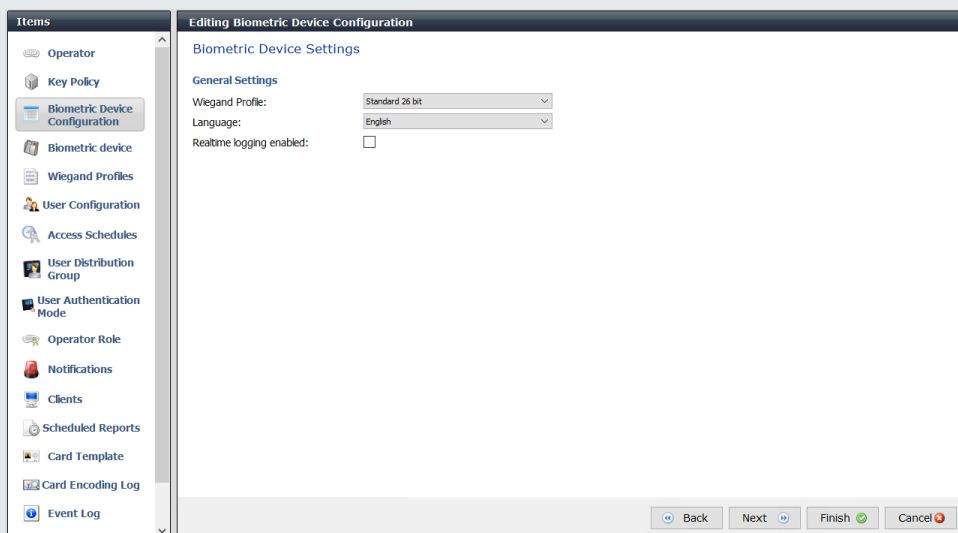 Items
Operator
Key Policy
Biometric Device
Configuration
Biometric device
Wiegand Profiles
User Configuration
Access Schedules
User Distribution
Group
User Authentication
Mode
Operator Role
Notifications
Clients
Scheduled Reports
Card Template
Card Encoding Log
Event Log
Editing Biometric Device Configuration
Biometric Device Settings
General Settings
Wiegand Profile: Standard 26 bit
Language: English
Realtime logging enabled:
Back Next Finish Cancel